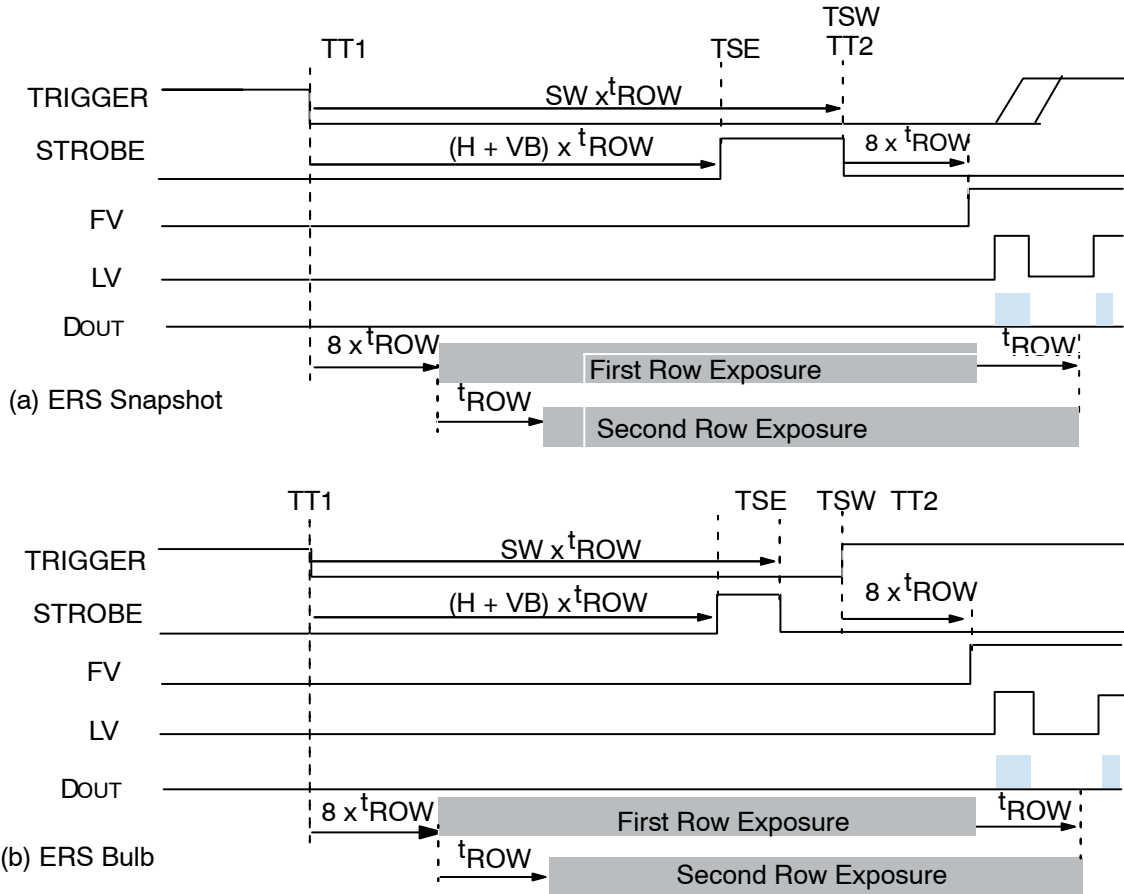 TSW
TT1 TSE TT2
TRIGGER SW x tROW
STROBE (H + VB) x tROW 8 x tROW
FV
LV
DOUT
8 x tROW First Row Exposure tROW
(a) ERS Snapshot tROW
Second Row Exposure
TT1 TSE TSW TT2
TRIGGER SW x tROW
STROBE (H + VB) x tROW 8 x tROW
FV
LV
DOUT
8 x tROW First Row Exposure tROW
(b) ERS Bulb tROW Second Row Exposure